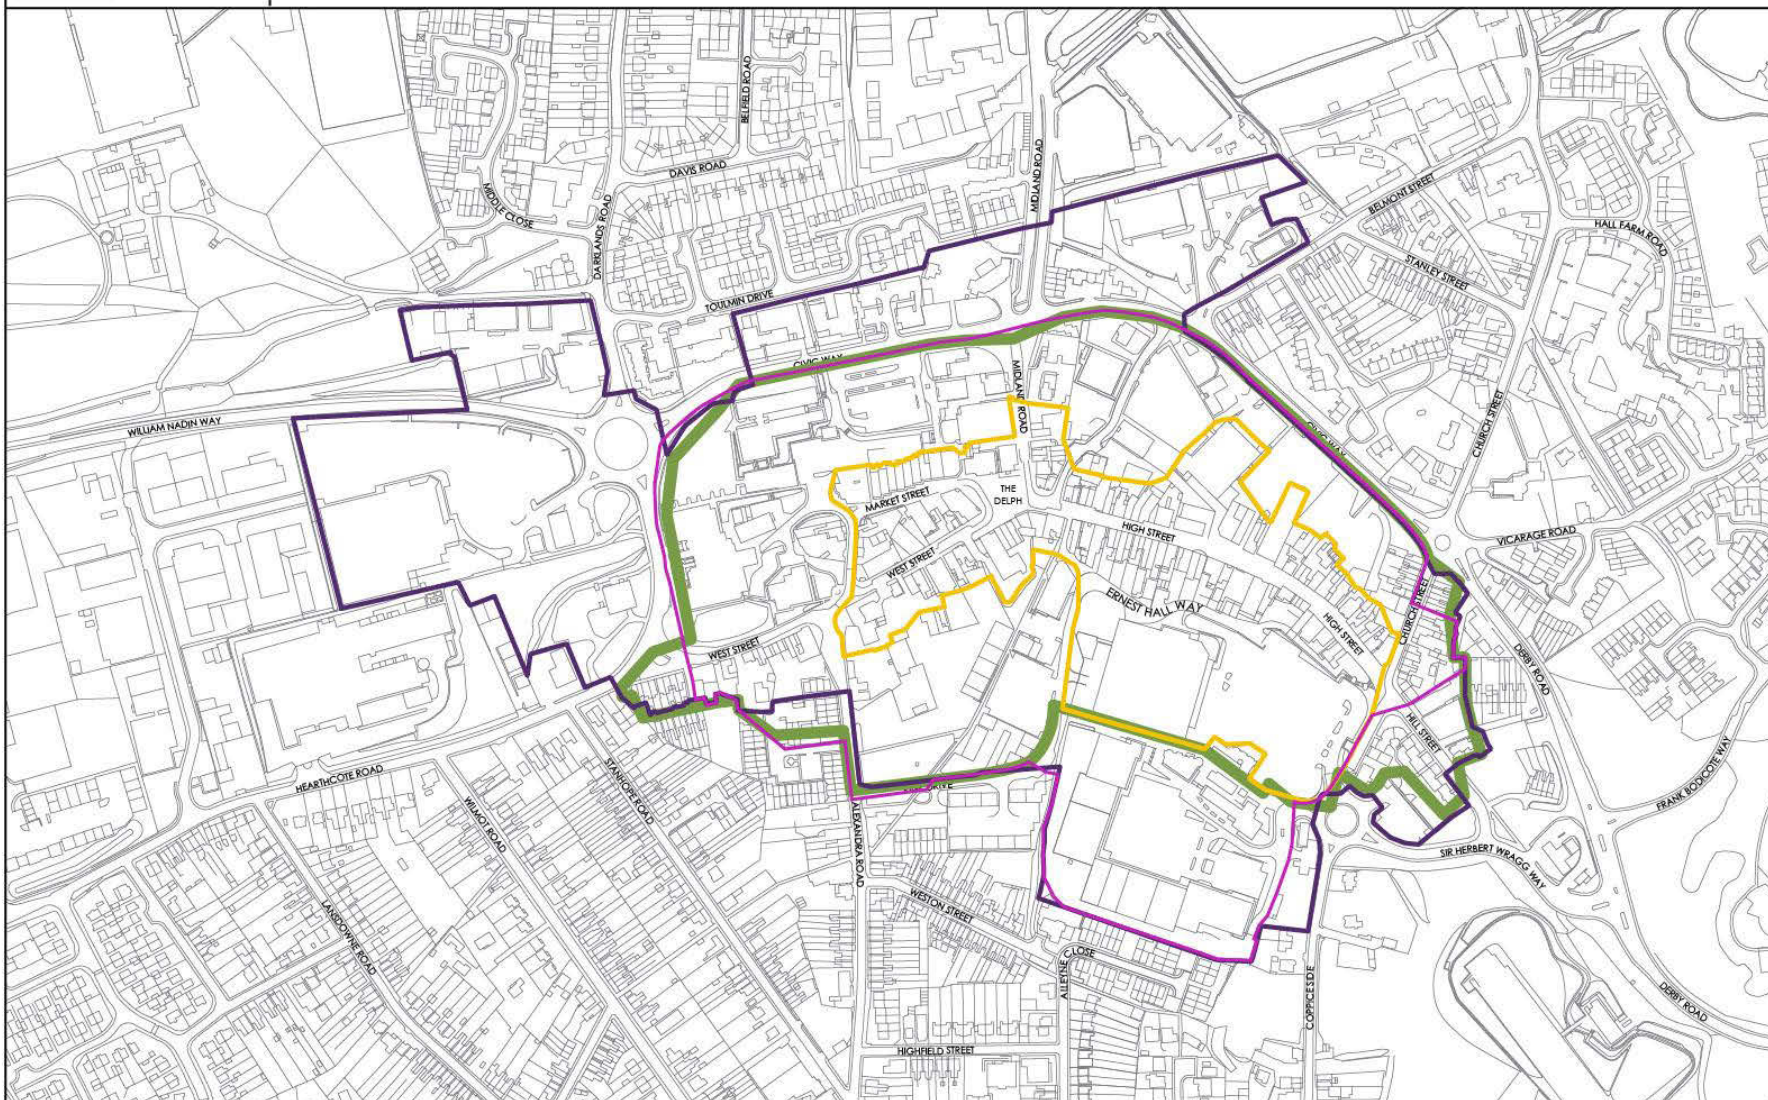 BELFIELD ROAD
DAVIS ROAD
MIDLAND ROAD
MIDDLE CLOSE
DARKLANDS ROAD
BELMONT STREET
HALL FARM ROAD
STANLEY STREET
TOULMIN DRIVE
CIVIC WAY
MIDLAND ROAD
WILLIAM NADIN WAY
CHURCH STREET
CIVIC WAY
MARKET STREET
THE
DELPH
HIGH STREET
VICARAGE ROAD
WEST STREET
ERNEST HALL WAY
CHURCH STREET
HIGH STREET
WEST STREET
DERBY ROAD
HILL STREET
FRANK BODICOTE WAY
HEARTHCOTE ROAD
STANHOPE ROAD
WILMOT ROAD
DRIVE
ALEXANDRA ROAD
SIR HERBERT WRAGG WAY
WESTON STREET
LANSDOWNE ROAD
ALLEYNE CLOSE
COPPICE SIDE
DERBY ROAD
HIGHFIELD STREET